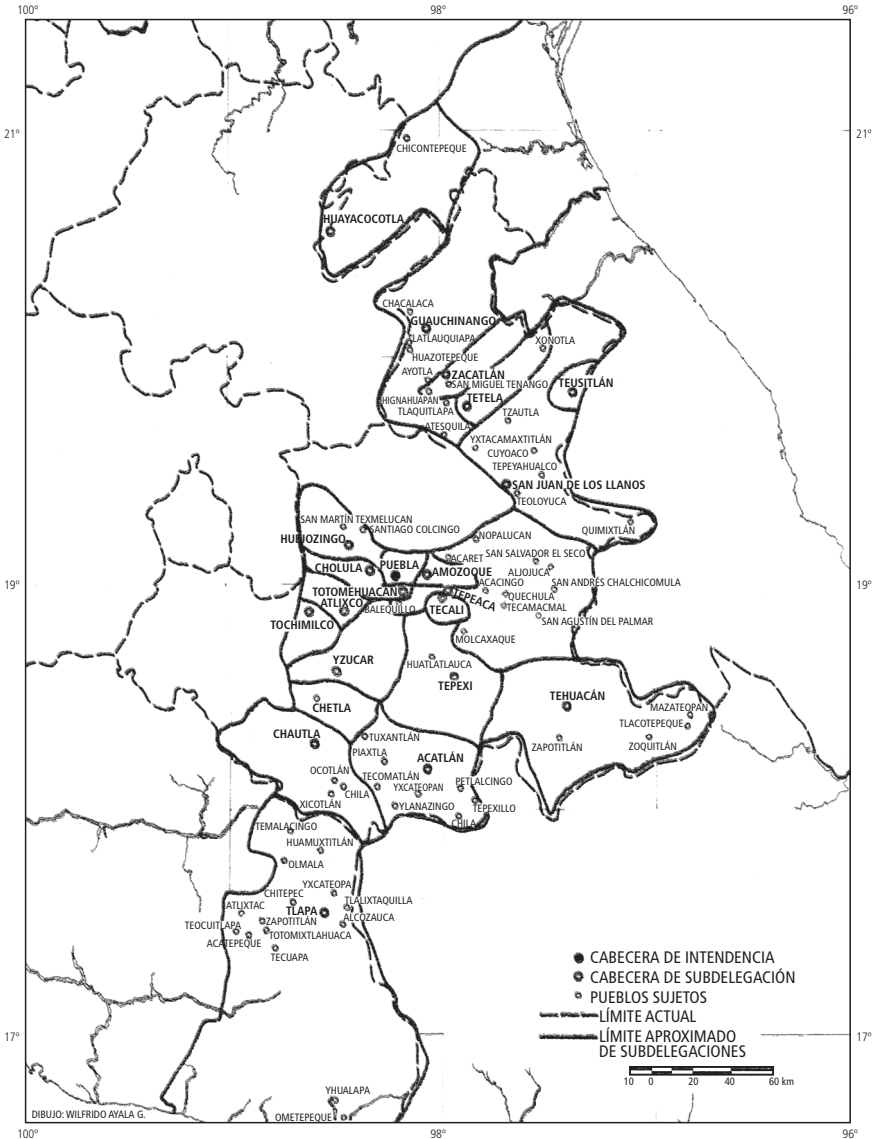 100°
98°
96°
21°
21°
CHICONTEPEQUE
HUAYACOCOTLA
CHACALACA
GUAUCHINANGO
TLATLAUQUIAPA
HUAZOTEPEQUE
XONOTLA
AYOTLA
ZACATLÁN
SAN MIGUEL TENANGO
TEUSITLÁN
CHIGNAHUAPAN
TLAQUITLAPA
TETELA
TZAUTLA
ATESQUILA
YXTACAMAXTITLÁN
CUYOACO
TEPEYAHUALCO
SAN JUAN DE LOS LLANOS
TEOLOYUCA
SAN MARTÍN TEXMELUCAN
SANTIAGO COLCINGO
QUIMIXTLÁN
HUEJOZINGO
NOPALUCAN
ACARET
SAN SALVADOR EL SECO
CHOLULA
PUEBLA
AMOZOQUE
ALIJOJUCA
19°
19°
TOTOMEHUACÁN
ACACINGO
SAN ANDRÉS CHALCHICOMULA
ATLIXCO
BALEQUILLO
TEPEACA
QUECHULA
TECALI
TECAMACMAL
TOCHIMILCO
SAN AGUSTÍN DEL PALMAR
MOLCAXAQUE
YZUCAR
HUATLATLAUCA
TEPEXI
CHETLA
TEHUACÁN
MAZATEOPAN
TLACOTEPEQUE
CHAUTLA
TUXANTLÁN
ZAPOTITLÁN
ZOQUITLÁN
PIAXTLA
ACATLÁN
OCOTLÁN
TECOMATLÁN
CHILA
YXCATEOPAN
PETLALCINGO
XICOTLÁN
YLANAZINGO
TEPEXILLO
CHILA
TEMALACINGO
HUAMUXTITLÁN
OLMALA
YXCATEOPA
CHITEPEC
TLALIXTAQUILLA
ATLIXTAC
TLAPA
ALCOZAUCA
TEOCUITLAPA
ZAPOTITLÁN
TOTOMIXTLAHUACA
ACATEPEQUE
TECUAPA
CABECERA DE INTENDENCIA
CABECERA DE SUBDELEGACIÓN
PUEBLOS SUJETOS
LÍMITE ACTUAL
17°
17°
LÍMITE APROXIMADO
DE SUBDELEGACIONES
10 0 20 40 60 km
YHUALAPA
DIBUJO: WILFRIDO AYALA G.
OMETEPEQUE
100°
98°
96°